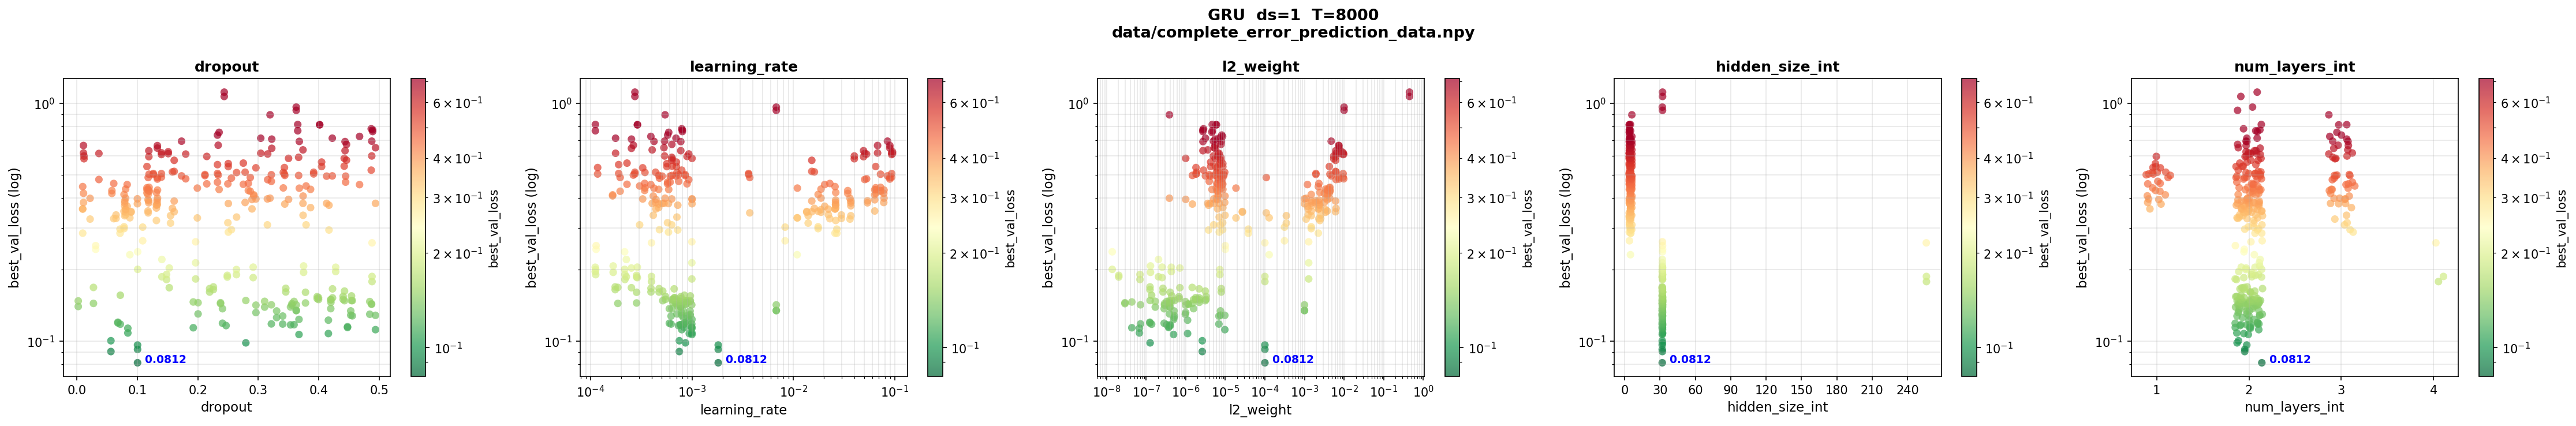 GRU ds=1 T=8000
data/complete_error_prediction_data.npy
dropout
best_val_loss (log)
10⁰
10⁻¹
0.0812
0.0 0.1 0.2 0.3 0.4 0.5
dropout
6 × 10⁻¹
4 × 10⁻¹
3 × 10⁻¹
2 × 10⁻¹
10⁻¹
best_val_loss
learning_rate
best_val_loss (log)
10⁰
10⁻¹
0.0812
10⁻⁴ 10⁻³ 10⁻² 10⁻¹
learning_rate
6 × 10⁻¹
4 × 10⁻¹
3 × 10⁻¹
2 × 10⁻¹
10⁻¹
best_val_loss
l2_weight
best_val_loss (log)
10⁰
10⁻¹
0.0812
10⁻⁸ 10⁻⁷ 10⁻⁶ 10⁻⁵ 10⁻⁴ 10⁻³ 10⁻² 10⁻¹ 10⁰
l2_weight
6 × 10⁻¹
4 × 10⁻¹
3 × 10⁻¹
2 × 10⁻¹
10⁻¹
best_val_loss
hidden_size_int
best_val_loss (log)
10⁰
10⁻¹
0.0812
0 30 60 90 120 150 180 210 240
hidden_size_int
6 × 10⁻¹
4 × 10⁻¹
3 × 10⁻¹
2 × 10⁻¹
10⁻¹
best_val_loss
num_layers_int
best_val_loss (log)
10⁰
10⁻¹
0.0812
1 2 3 4
num_layers_int
6 × 10⁻¹
4 × 10⁻¹
3 × 10⁻¹
2 × 10⁻¹
10⁻¹
best_val_loss